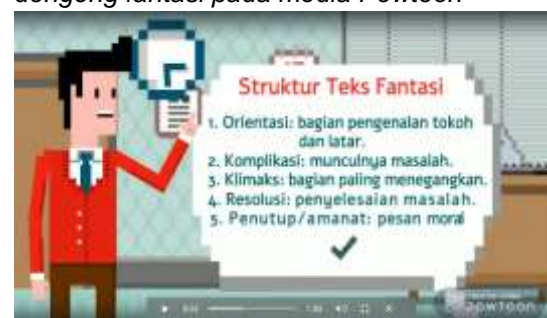 dongeng fantasi pada media Powtoon
Struktur Teks Fantasi
1. Orientasi: bagian pengenalan tokoh
dan latar.
2. Komplikasi: munculnya masalah.
3. Klimaks: bagian paling menegangkan.
4. Resolusi: penyelesaian masalah.
5. Penutup/amanat: pesan moral
POWTOON